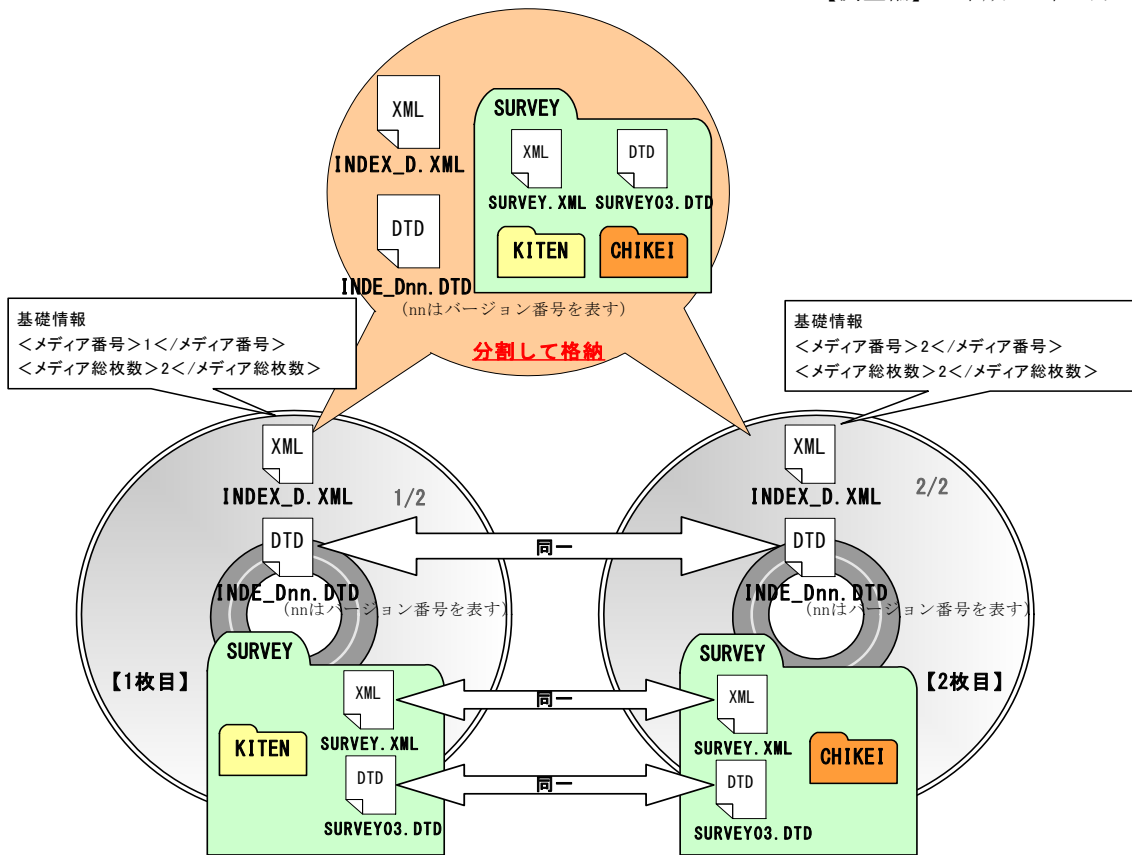 XML
INDEX_D.XML
DTD
INDE_Dnn.DTD
(nnはバージョン番号を表す)
SURVEY
XML
DTD
SURVEY.XML SURVEY03.DTD
KITEN
CHIKEI
分割して格納
基礎情報
<メディア番号>1</メディア番号>
<メディア総枚数>2</メディア総枚数>
基礎情報
<メディア番号>2</メディア番号>
<メディア総枚数>2</メディア総枚数>
XML
INDEX_D.XML
1/2
DTD
INDE_Dnn.DTD
(nnはバージョン番号を表す)
XML
INDEX_D.XML
2/2
DTD
INDE_Dnn.DTD
(nnはバージョン番号を表す)
同一
【1枚目】
SURVEY
XML
SURVEY.XML
KITEN
DTD
SURVEY03.DTD
同一
同一
【2枚目】
SURVEY
XML
SURVEY.XML
CHIKEI
DTD
SURVEY03.DTD